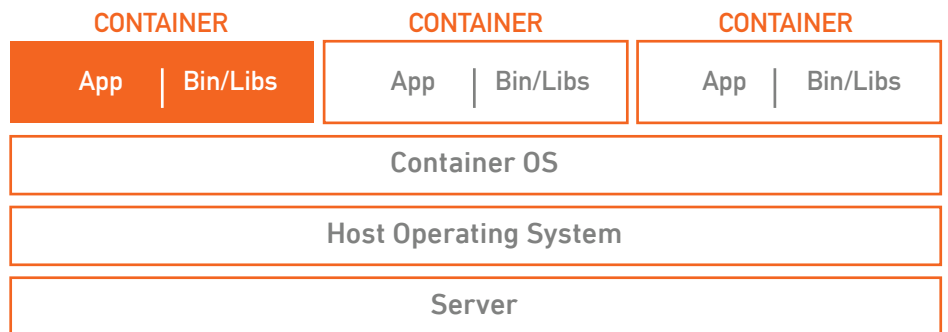 CONTAINER CONTAINER CONTAINER
App | Bin/Libs App | Bin/Libs App | Bin/Libs
Container OS
Host Operating System
Server